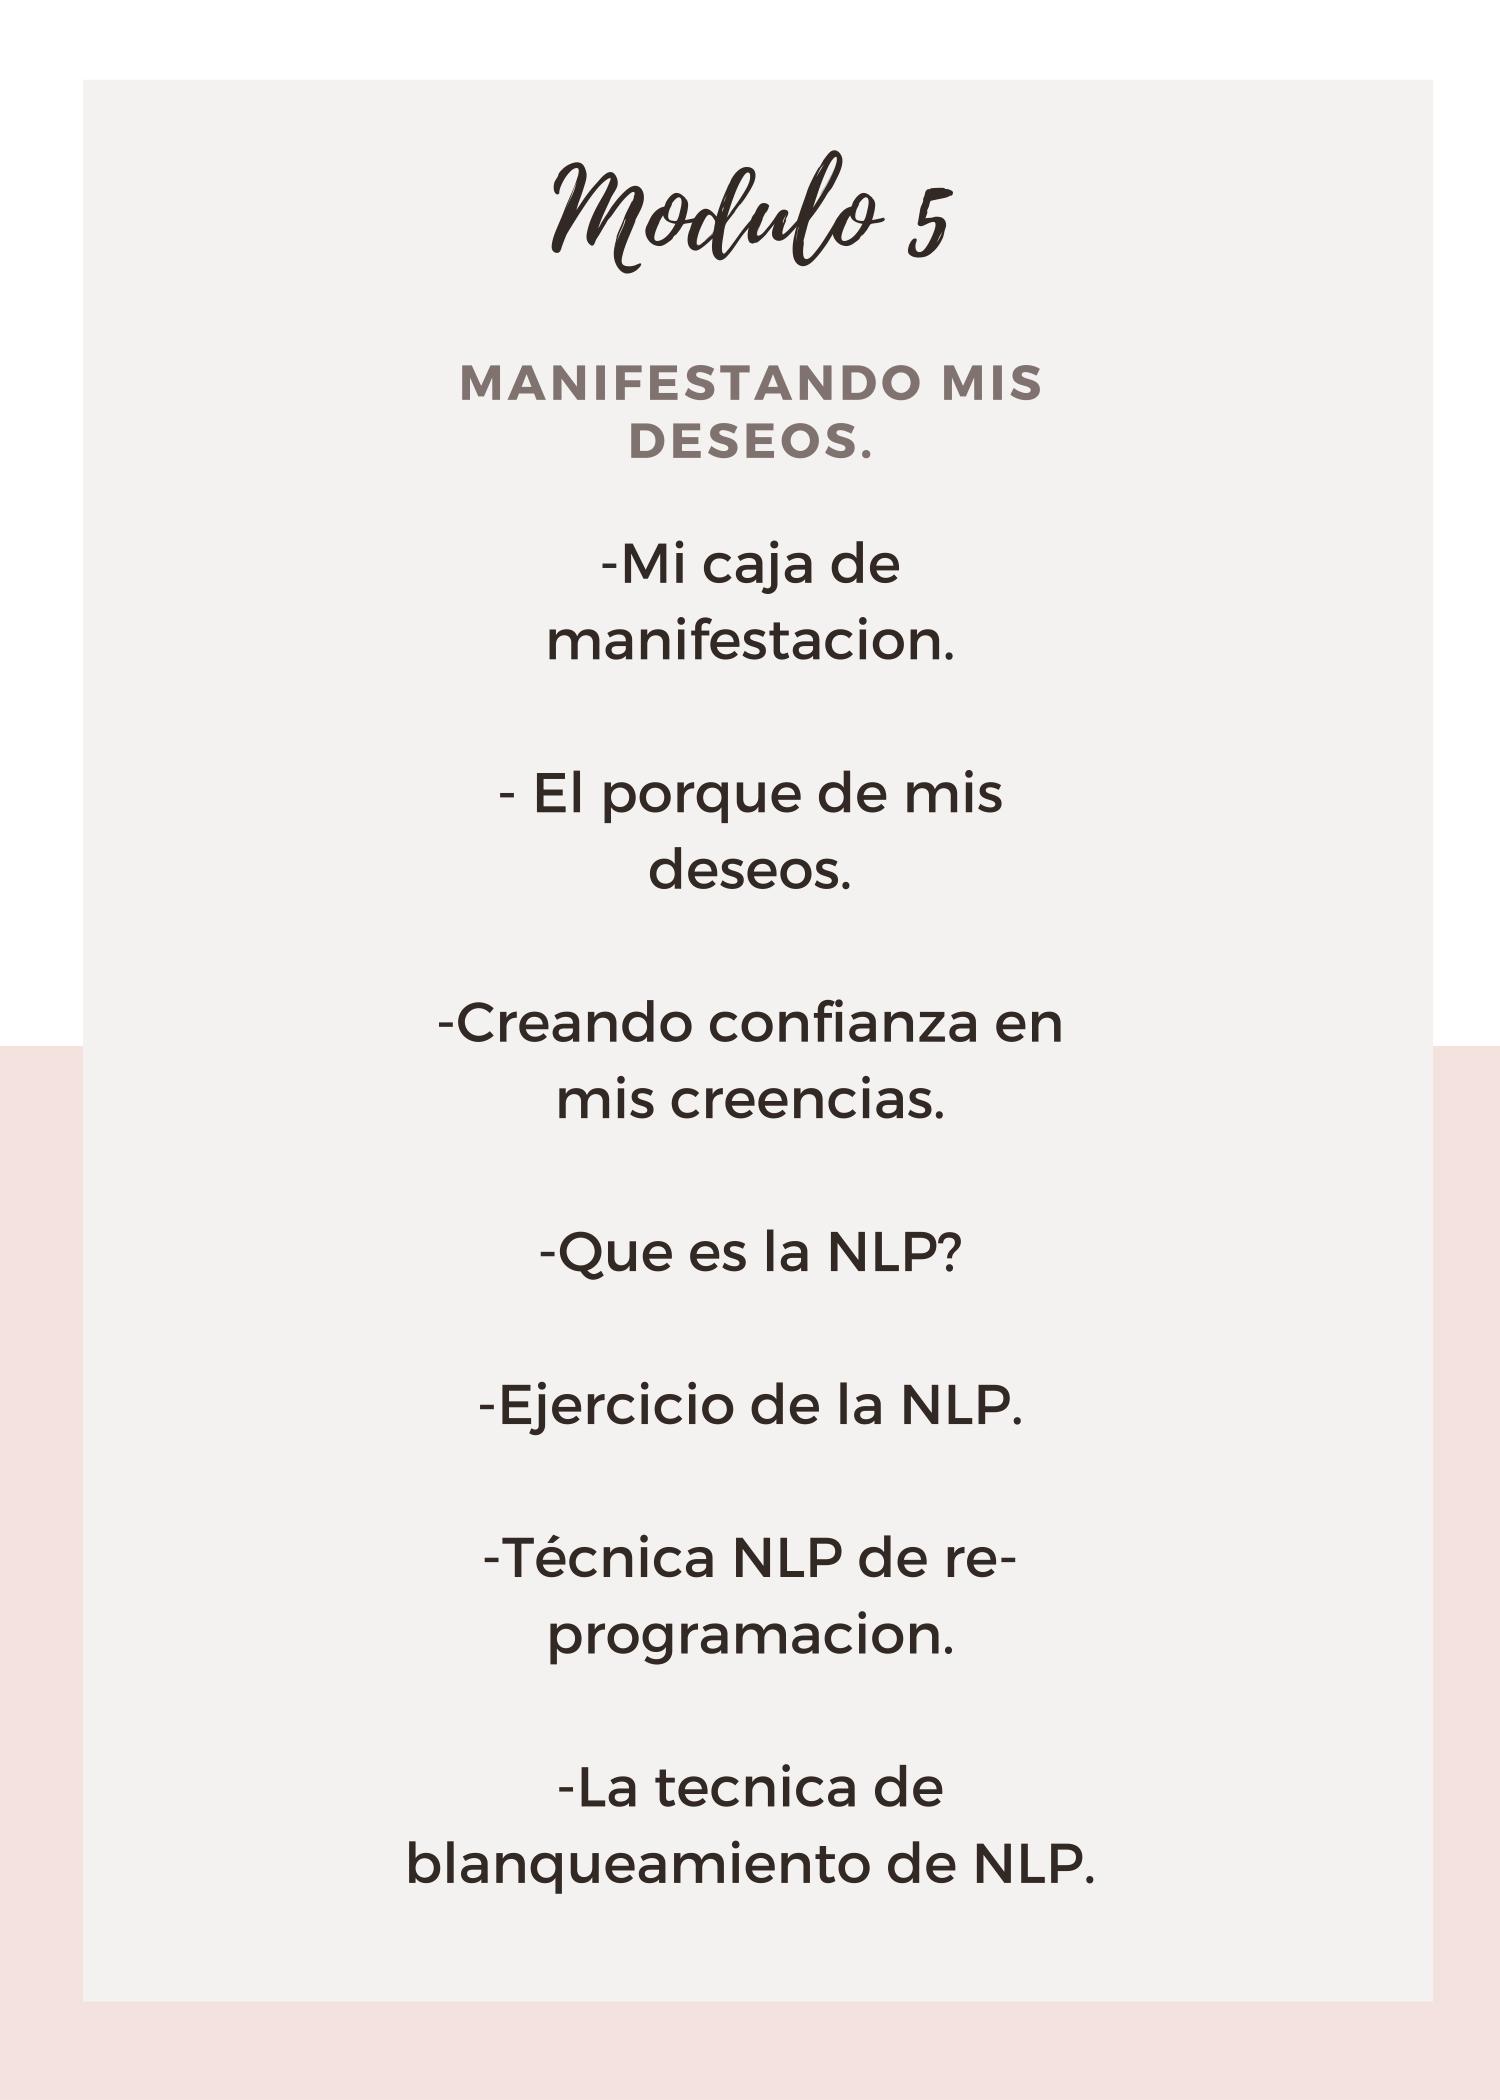 Modulo 5
MANIFESTANDO MIS
DESEOS.
-Mi caja de
manifestacion.
- El porque de mis
deseos.
-Creando confianza en
mis creencias.
-Que es la NLP?
-Ejercicio de la NLP.
-Técnica NLP de re-
programacion.
-La tecnica de
blanqueamiento de NLP.